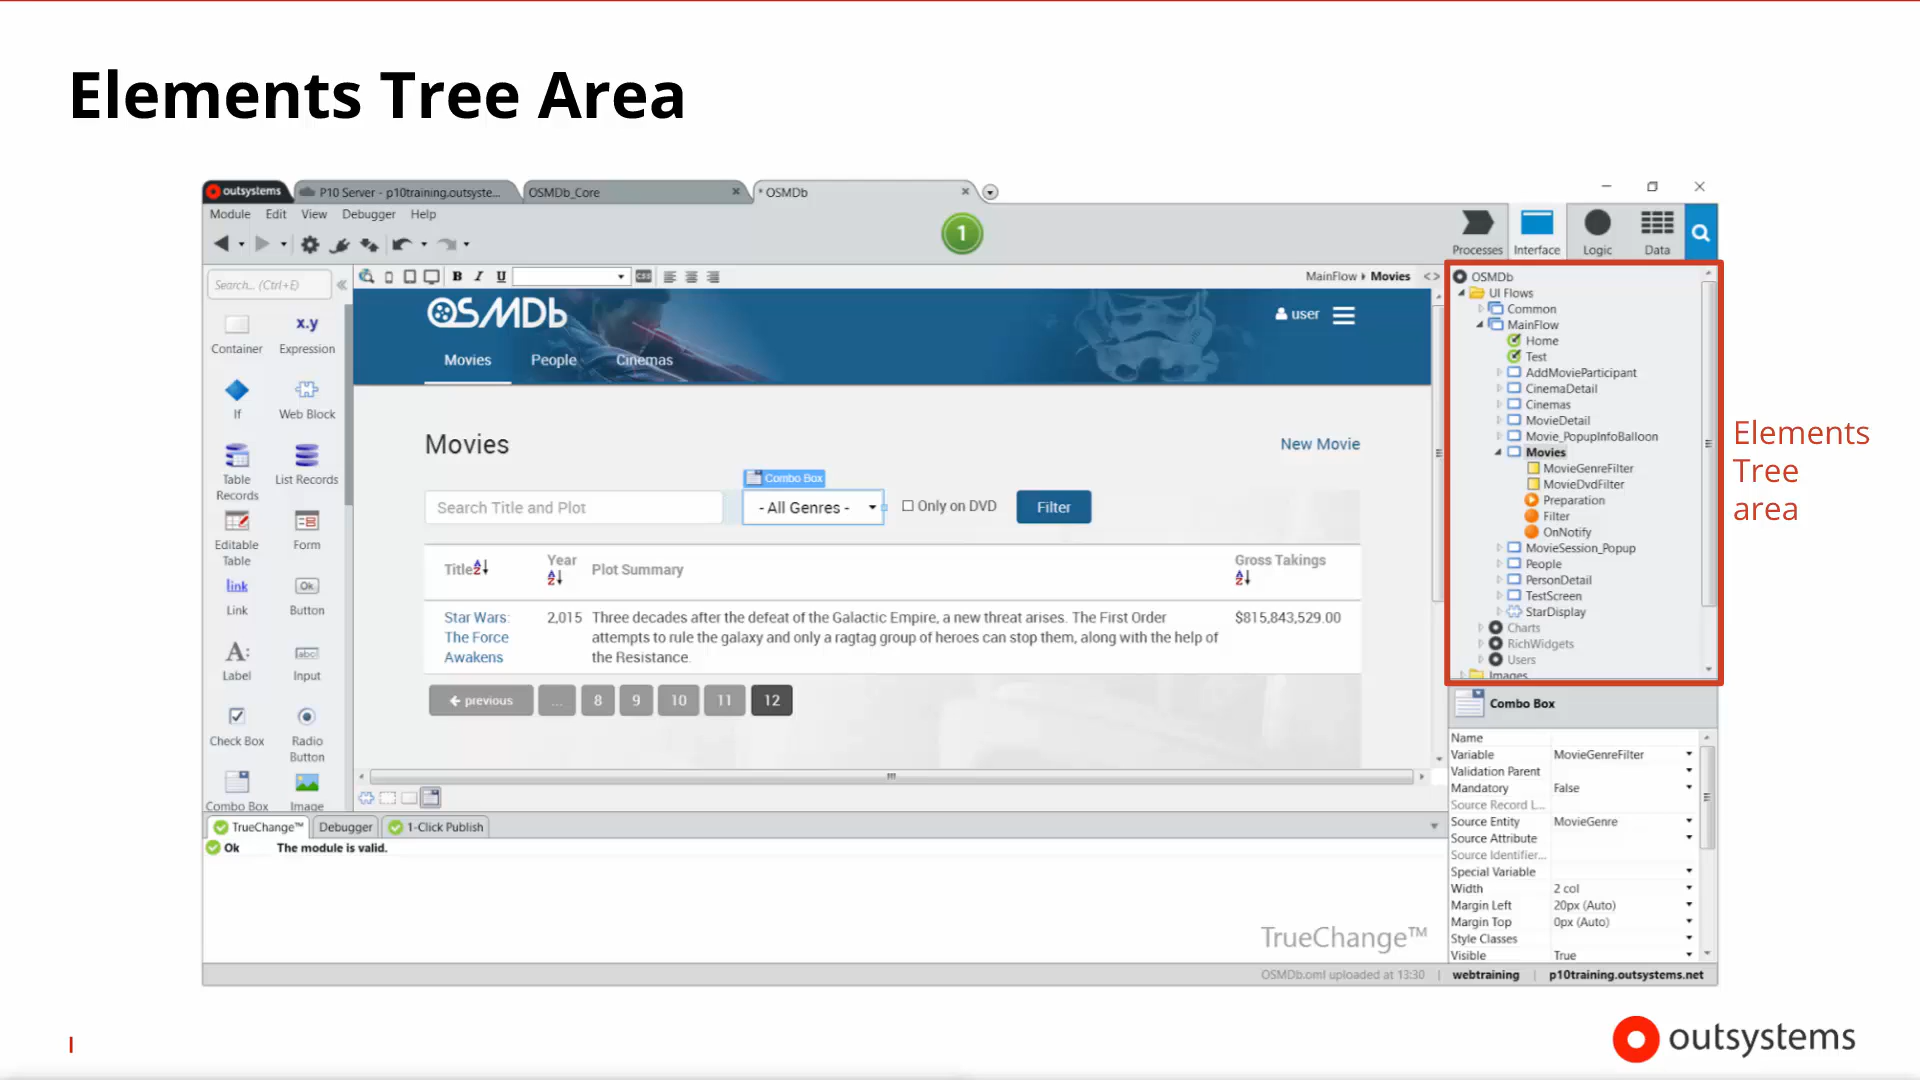 Elements Tree Area
outsystems
P10 Server - p10training.outsyste...
OSMDb_Core
* OSMDb
Module Edit View Debugger Help
1
Processes Interface Logic Data
Search... (Ctrl+E)
B I U
CSS
MainFlow Movies <>
Container
x.y
Expression
If
Web Block
Table Records
List Records
Editable Table
Form
link
Link
Ok
Button
A:
Label
abc
Input
Check Box
Radio Button
Combo Box
Image
OSMDb
user
Movies People Cinemas
Movies
New Movie
Combo Box
Search Title and Plot
- All Genres -
Only on DVD
Filter
Title
Year
Plot Summary
Gross Takings
Star Wars: The Force Awakens
2,015
Three decades after the defeat of the Galactic Empire, a new threat arises. The First Order
attempts to rule the galaxy and only a ragtag group of heroes can stop them, along with the help of
the Resistance.
$815,843,529.00
previous ... 8 9 10 11 12
TrueChange™ Debugger 1-Click Publish
Ok The module is valid.
TrueChange™
OSMDb.oml uploaded at 13:30 | webtraining | p10training.outsystems.net
OSMDb
UI Flows
Common
MainFlow
Home
Test
AddMovieParticipant
CinemaDetail
Cinemas
MovieDetail
Movie_PopupInfoBalloon
Movies
MovieGenreFilter
MovieDvdFilter
Preparation
Filter
OnNotify
MovieSession_Popup
People
PersonDetail
TestScreen
StarDisplay
Charts
RichWidgets
Users
Images
Elements
Tree
area
Combo Box
Name
Variable MovieGenreFilter
Validation Parent
Mandatory False
Source Record L...
Source Entity MovieGenre
Source Attribute
Source Identifier...
Special Variable
Width 2 col
Margin Left 20px (Auto)
Margin Top 0px (Auto)
Style Classes
Visible True
outsystems